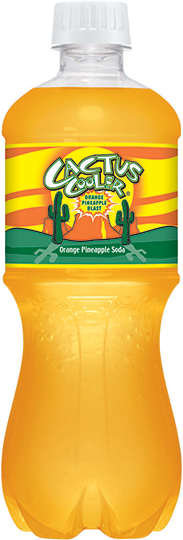 CACTUS
COOLER®
ORANGE
PINEAPPLE
BLAST
Orange Pineapple Soda